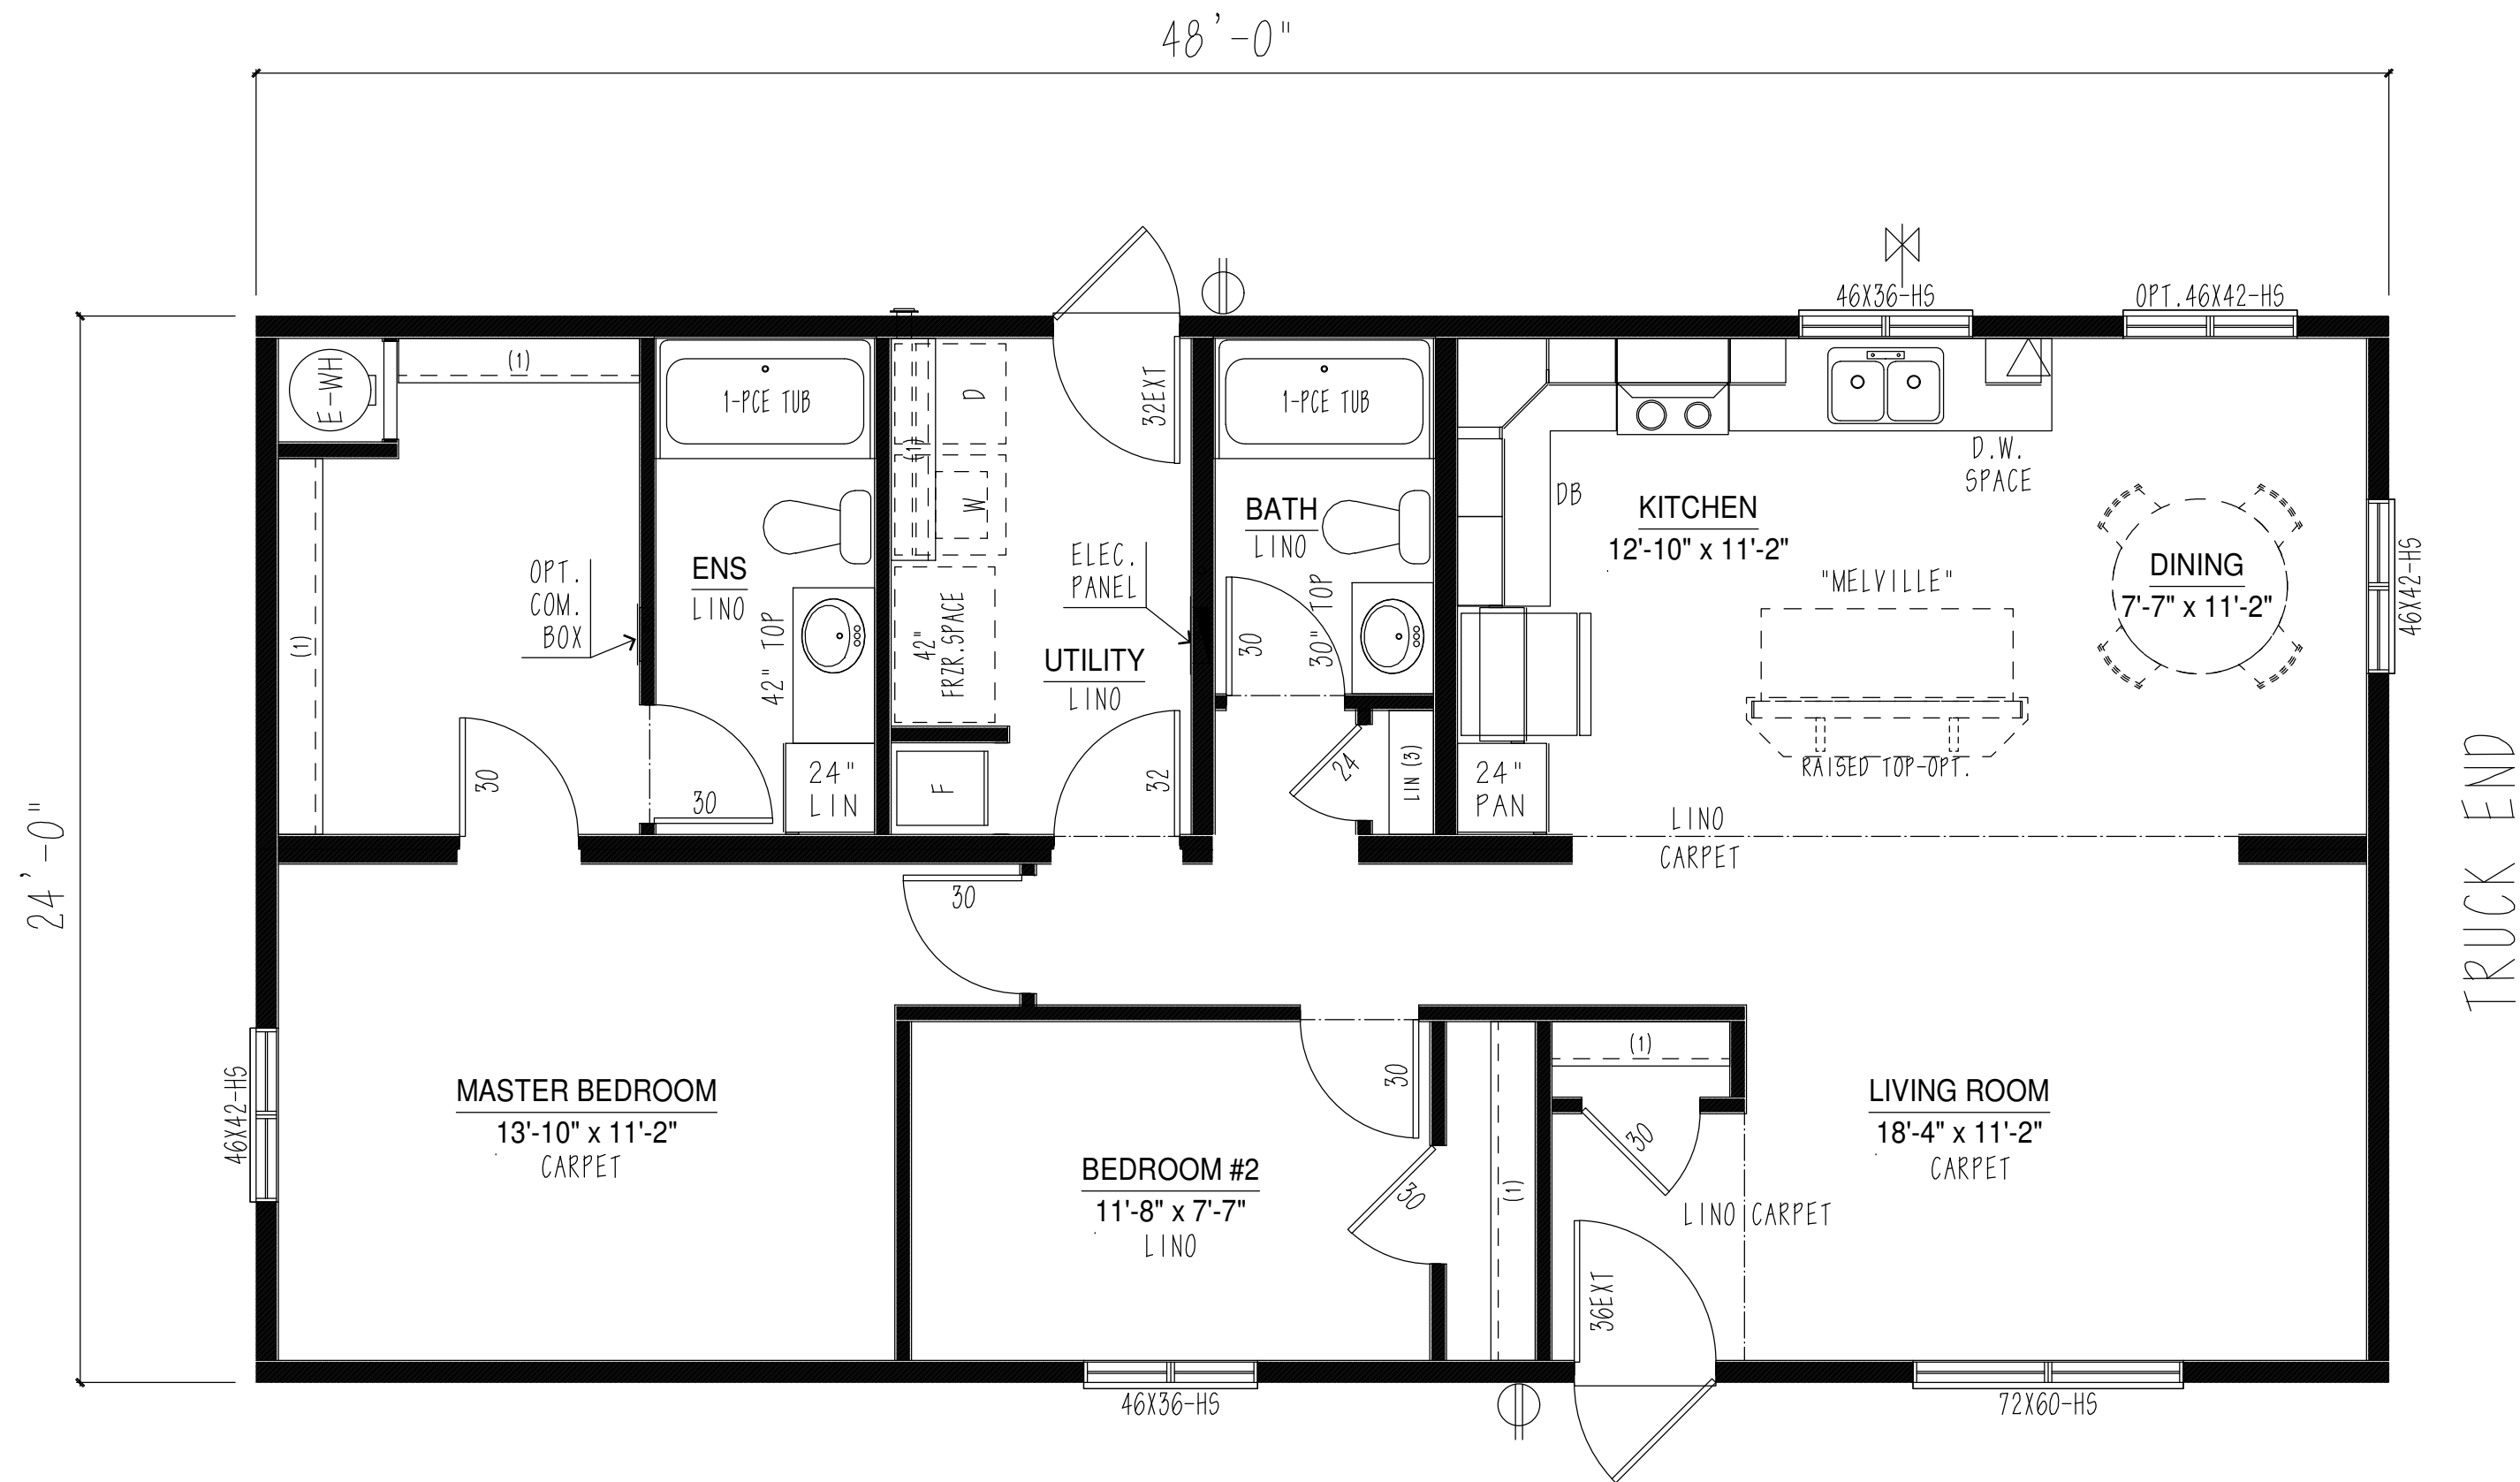 48'-0"
46X36-HS
OPT.46X42-HS
E-WH
(1)
1-PCE TUB
D
32EXT
1-PCE TUB
(1)
W
D.W.
SPACE
DB
KITCHEN
12'-10" x 11'-2"
BATH
LINO
ENS
LINO
OPT.
COM.
BOX
ELEC.
PANEL
"MELVILLE"
DINING
7'-7" x 11'-2"
46X42-HS
(1)
42" TOP
42"
FRZR.SPACE
UTILITY
LINO
30
30" TOP
30
30
24"
LIN
F
32
24
LIN (3)
24"
PAN
RAISED TOP-OPT.
LINO
CARPET
24'-0"
TRUCK END
30
46X42-HS
MASTER BEDROOM
13'-10" x 11'-2"
CARPET
30
(1)
30
LIVING ROOM
18'-4" x 11'-2"
CARPET
BEDROOM #2
11'-8" x 7'-7"
LINO
30
(1)
LINO CARPET
36EXT
46X36-HS
72X60-HS